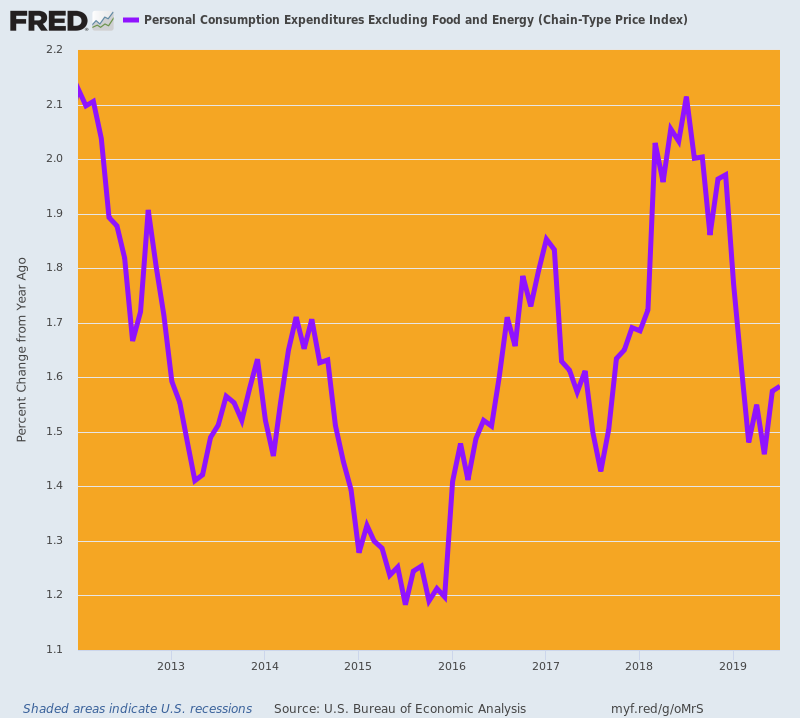 FRED
Personal Consumption Expenditures Excluding Food and Energy (Chain-Type Price Index)
Percent Change from Year Ago
2.2
2.1
2.0
1.9
1.8
1.7
1.6
1.5
1.4
1.3
1.2
1.1
2013 2014 2015 2016 2017 2018 2019
Shaded areas indicate U.S. recessions Source: U.S. Bureau of Economic Analysis myf.red/g/oMrS